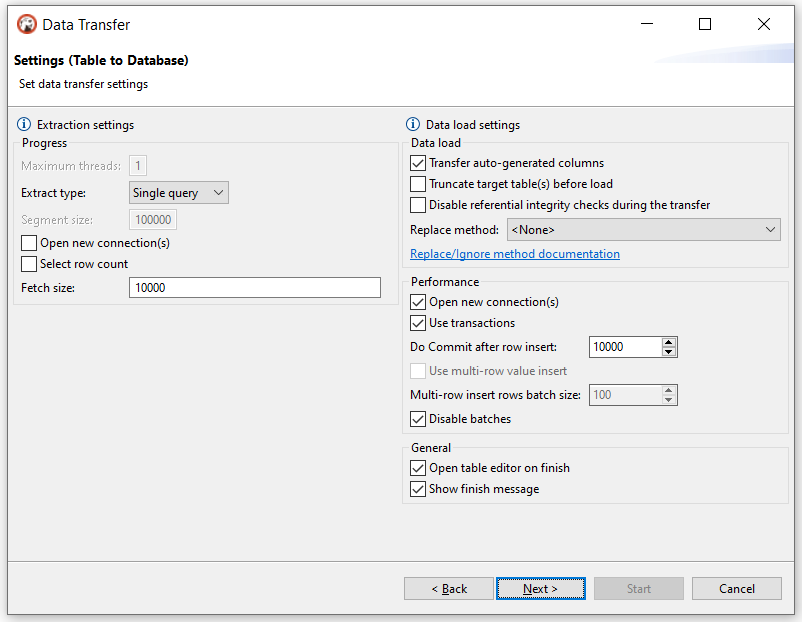 Data Transfer
Settings (Table to Database)
Set data transfer settings
Extraction settings
Progress
Maximum threads: 1
Extract type: Single query
Segment size: 100000
Open new connection(s)
Select row count
Fetch size: 10000
Data load settings
Data load
Transfer auto-generated columns
Truncate target table(s) before load
Disable referential integrity checks during the transfer
Replace method: <None>
Replace/Ignore method documentation
Performance
Open new connection(s)
Use transactions
Do Commit after row insert: 10000
Use multi-row value insert
Multi-row insert rows batch size: 100
Disable batches
General
Open table editor on finish
Show finish message
< Back Next > Start Cancel